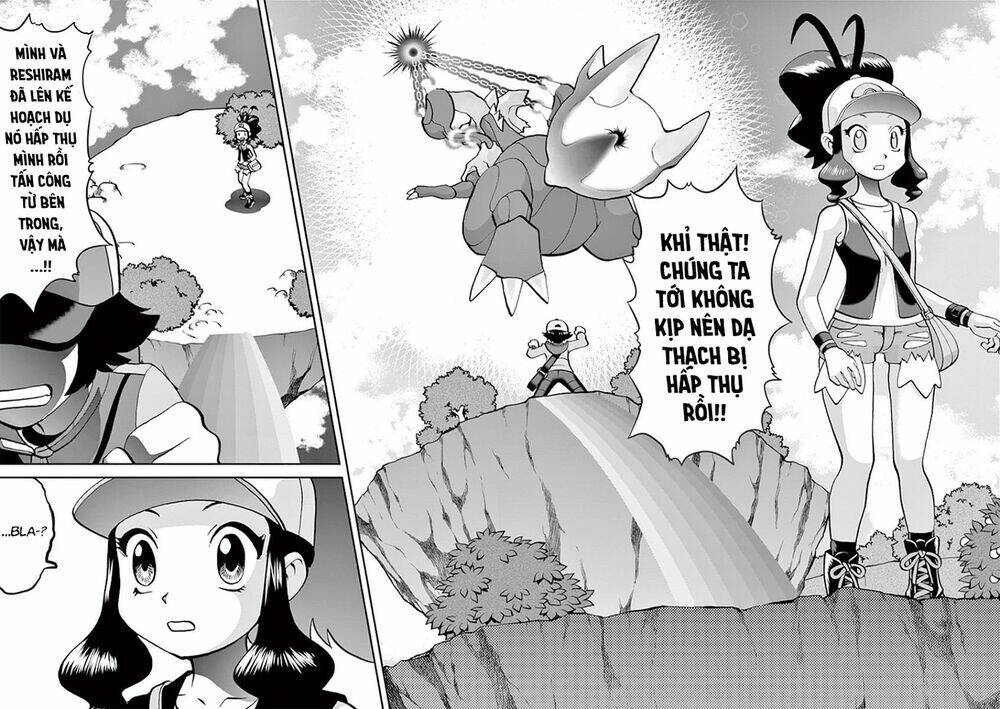 KHỈ THẬT!
CHÚNG TA
TỚI KHÔNG
KỊP NÊN DẠ
THẠCH BỊ
HẤP THỤ
RỒI!!
MÌNH VÀ
RESHIRAM
ĐÃ LÊN KẾ
HOẠCH DỤ
NÓ HẤP THỤ
MÌNH RỒI
TẤN CÔNG
TỪ BÊN
TRONG,
VẬY MÀ
...!!
...BLA-?